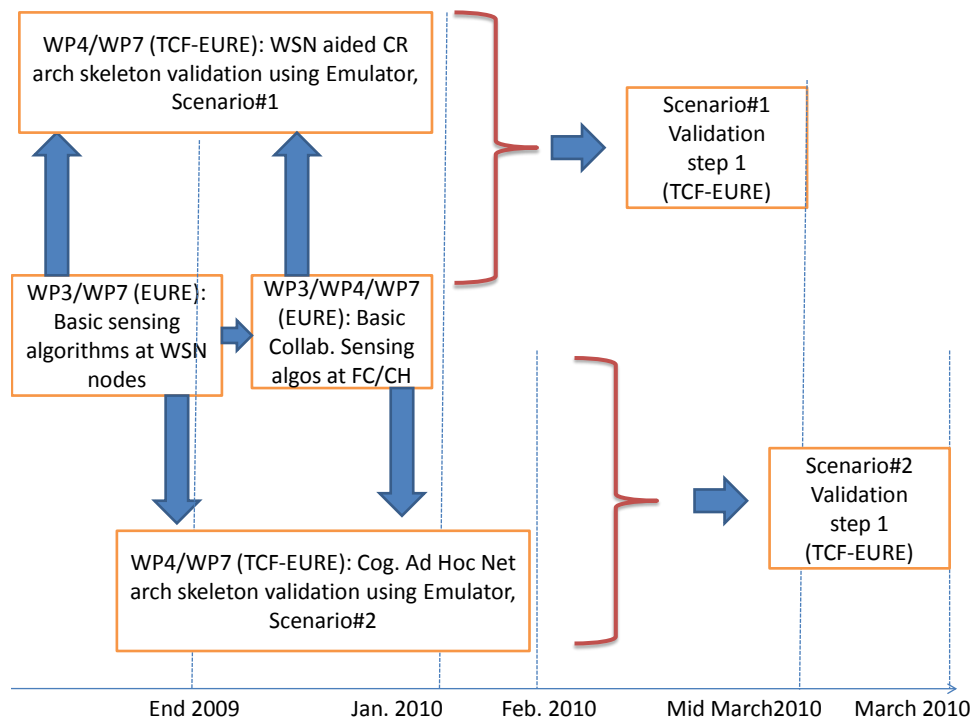 WP4/WP7 (TCF-EURE): WSN aided CR
arch skeleton validation using Emulator,
Scenario#1
Scenario#1
Validation
step 1
(TCF-EURE)
WP3/WP7 (EURE):
Basic sensing
algorithms at WSN
nodes
WP3/WP4/WP7
(EURE): Basic
Collab. Sensing
algos at FC/CH
Scenario#2
Validation
step 1
(TCF-EURE)
WP4/WP7 (TCF-EURE): Cog. Ad Hoc Net
arch skeleton validation using Emulator,
Scenario#2
End 2009
Jan. 2010
Feb. 2010
Mid March2010
March 2010